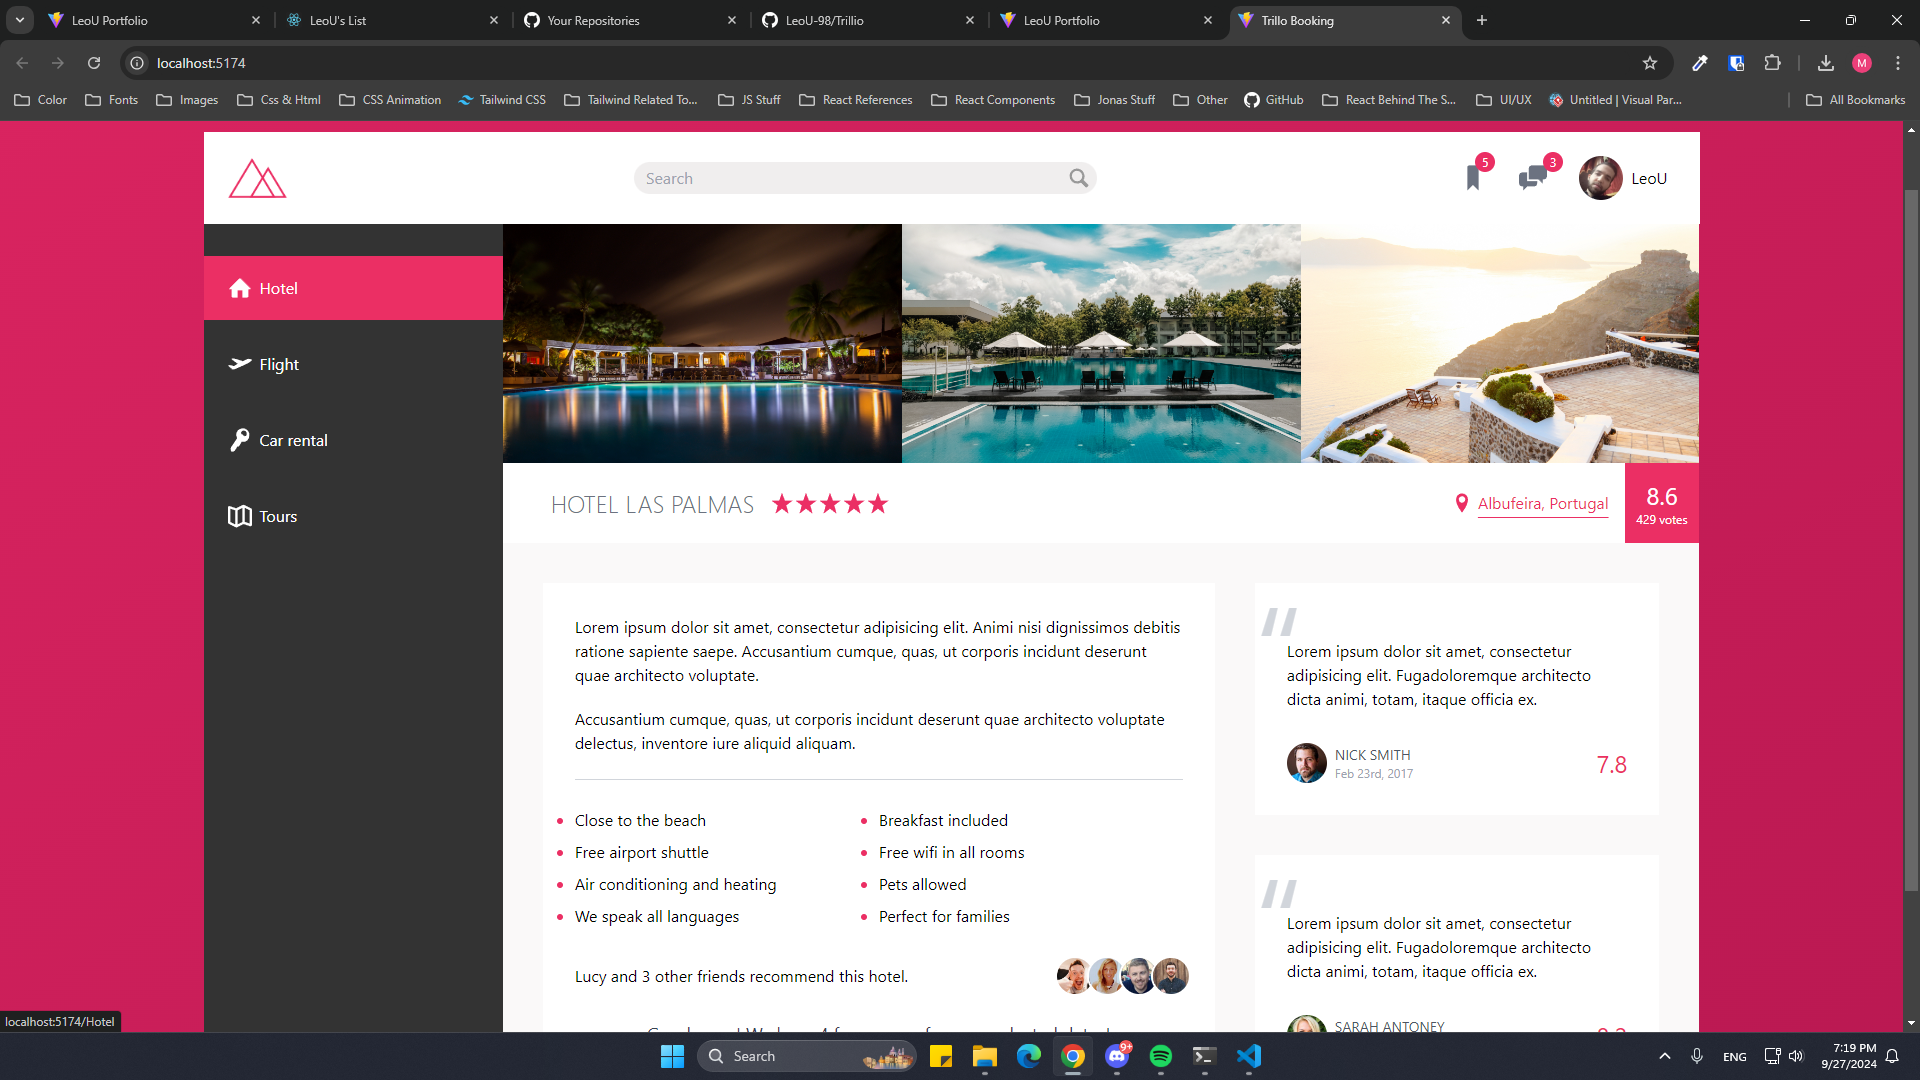 LeoU Portfolio
LeoU's List
Your Repositories
LeoU-98/Trillio
LeoU Portfolio
Trillo Booking
localhost:5174
M
Color
Fonts
Images
Css & Html
CSS Animation
Tailwind CSS
Tailwind Related To...
JS Stuff
React References
React Components
Jonas Stuff
Other
GitHub
React Behind The S...
UI/UX
Untitled | Visual Par...
All Bookmarks
Search
5
3
LeoU
Hotel
Flight
Car rental
Tours
HOTEL LAS PALMAS
Albufeira, Portugal
8.6
429 votes
Lorem ipsum dolor sit amet, consectetur adipisicing elit. Animi nisi dignissimos debitis
ratione sapiente saepe. Accusantium cumque, quas, ut corporis incidunt deserunt
quae architecto voluptate.
Accusantium cumque, quas, ut corporis incidunt deserunt quae architecto voluptate
delectus, inventore iure aliquid aliquam.
Close to the beach
Free airport shuttle
Air conditioning and heating
We speak all languages
Breakfast included
Free wifi in all rooms
Pets allowed
Perfect for families
Lucy and 3 other friends recommend this hotel.
"
Lorem ipsum dolor sit amet, consectetur
adipisicing elit. Fugadoloremque architecto
dicta animi, totam, itaque officia ex.
NICK SMITH
Feb 23rd, 2017
7.8
"
Lorem ipsum dolor sit amet, consectetur
adipisicing elit. Fugadoloremque architecto
dicta animi, totam, itaque officia ex.
SARAH ANTONEY
localhost:5174/Hotel
Search
9+
ENG
7:19 PM
9/27/2024